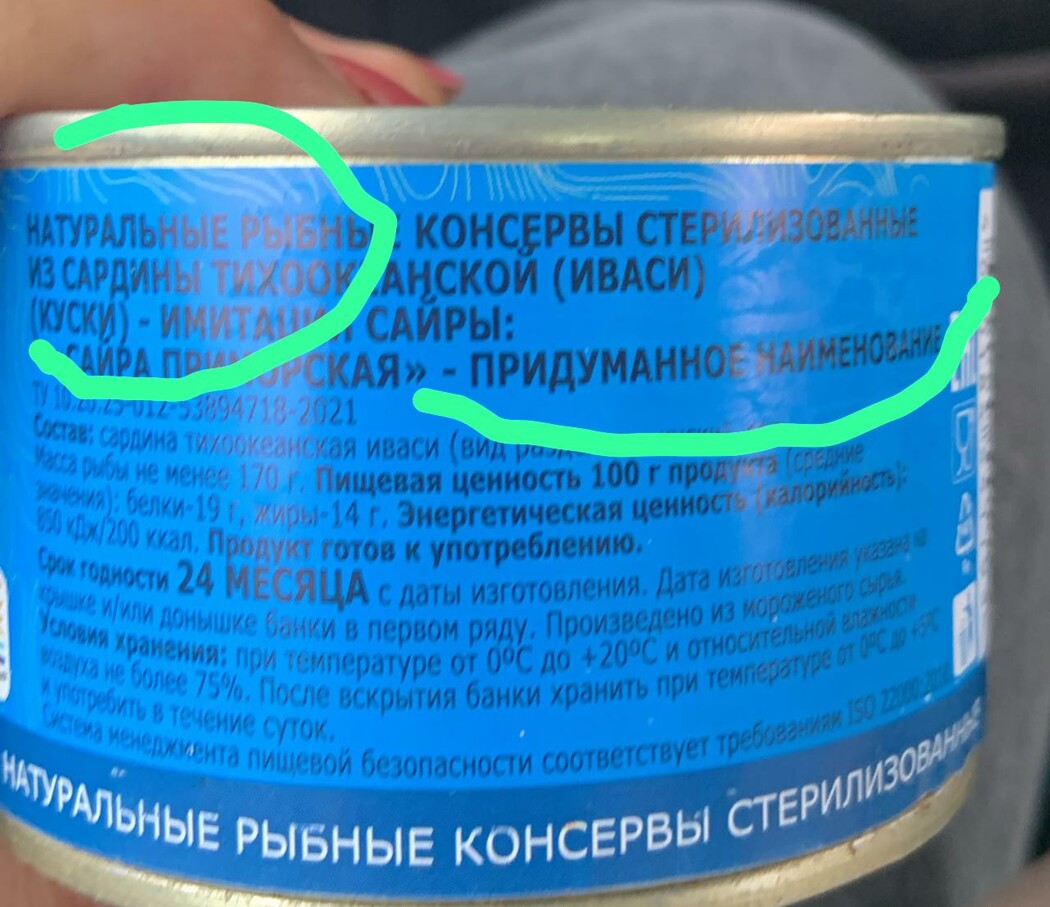 НАТУРАЛЬНЫЕ РЫБНЫЕ КОНСЕРВЫ СТЕРИЛИЗОВАННЫЕ
ИЗ САРДИНЫ ТИХООКЕАНСКОЙ (ИВАСИ)
(КУСКИ) - ИМИТАЦИЯ САЙРЫ:
САЙРА ПРИМОРСКАЯ» - ПРИДУМАННОЕ НАИМЕНОВАНИЕ
ТУ 10.20.25-012-53894718-2021
Состав: сардина тихоокеанская иваси (вид
Масса рыбы не менее 170 г. Пищевая ценность 100 г продукта (средние
значения): белки-19 г, жиры-14 г. Энергетическая ценность (калорийность):
850 кДж/200 ккал. Продукт готов к употреблению.
Срок годности 24 МЕСЯЦА с даты изготовления. Дата изготовления указана на
крышке и/или донышке банки в первом ряду. Произведено из мороженого сырья.
Условия хранения: при температуре от 0ºС до +20ºС и относительной влажности
воздуха не более 75%. После вскрытия банки хранить при температуре от 0ºС до +5ºС
и употребить в течение суток.
Система менеджмента пищевой безопасности соответствует требованиям ISO 22000
НАТУРАЛЬНЫЕ РЫБНЫЕ КОНСЕРВЫ СТЕРИЛИЗОВАННЫЕ